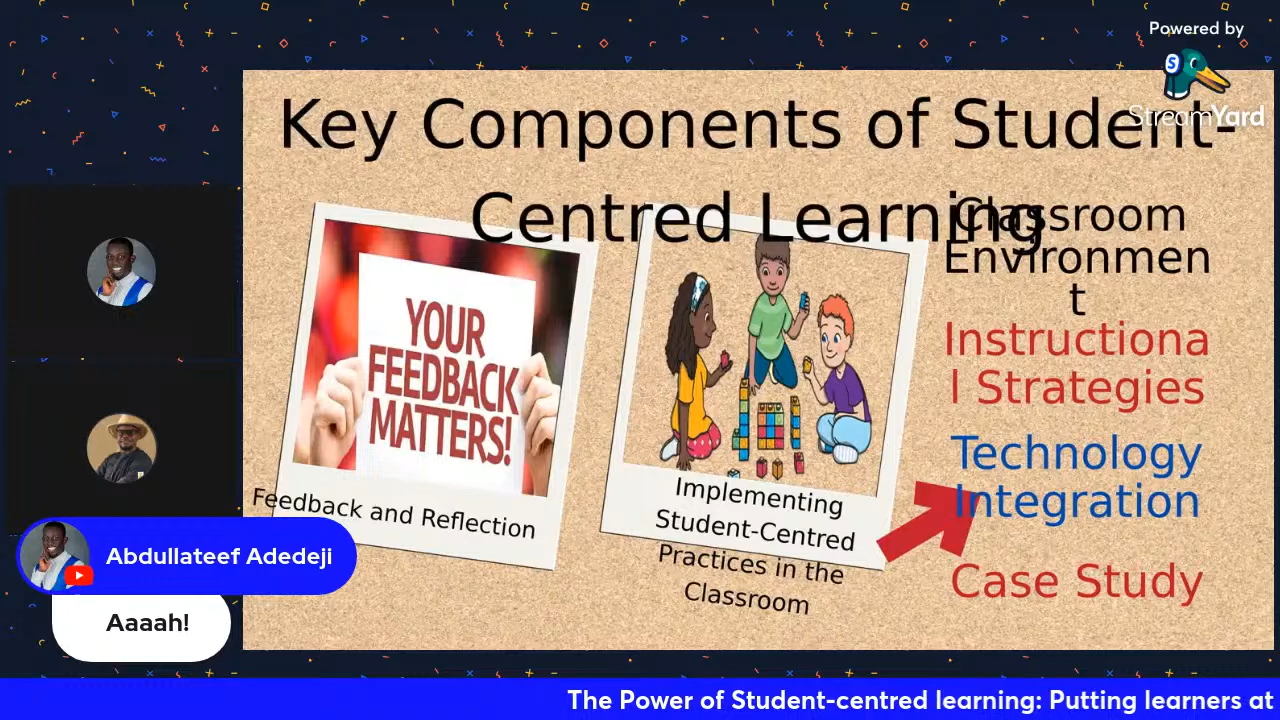 Powered by
StreamYard
Key Components of Student-
Centred Learning
YOUR
FEEDBACK
MATTERS!
Feedback and Reflection
Implementing
Student-Centred
Practices in the
Classroom
Classroom
Environmen
t
Instructiona
l Strategies
Technology
Integration
Case Study
Abdullateef Adedeji
Aaaah!
The Power of Student-centred learning: Putting learners at